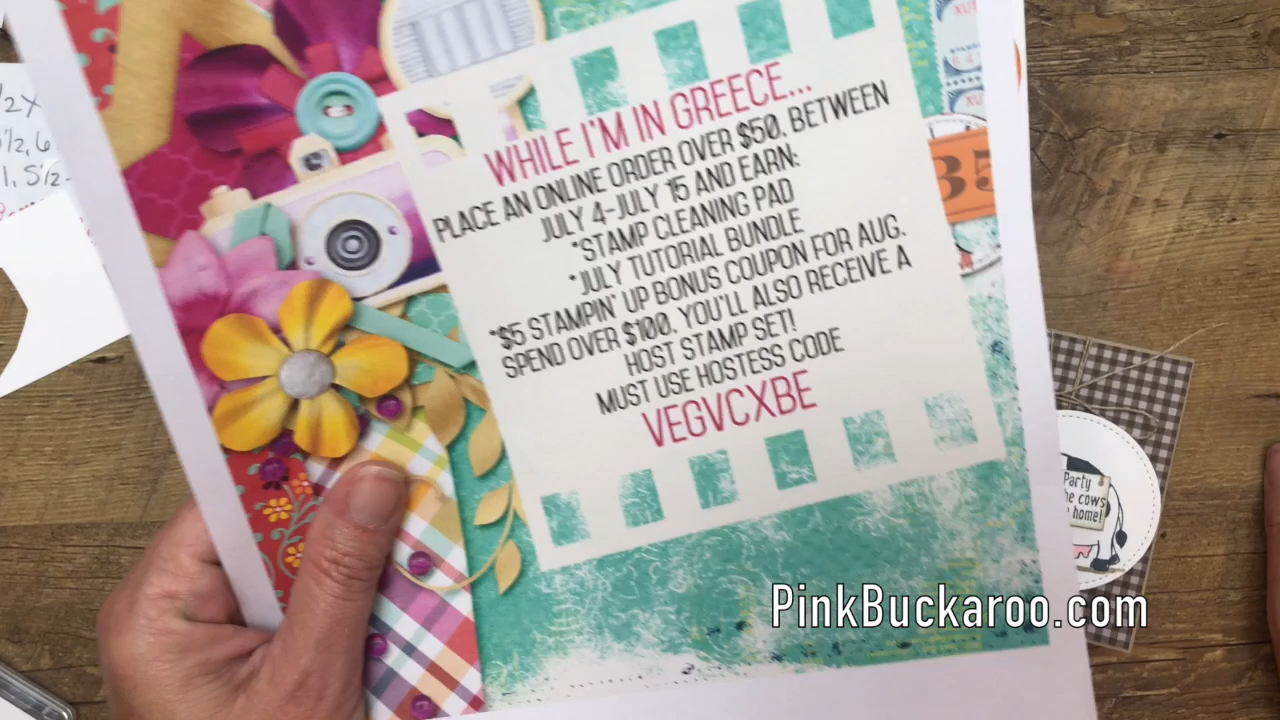 WHILE I'M IN GREECE...
PLACE AN ONLINE ORDER OVER $50, BETWEEN
JULY 4-JULY 15 AND EARN:
*STAMP CLEANING PAD
*JULY TUTORIAL BUNDLE
*$5 STAMPIN' UP BONUS COUPON FOR AUG.
SPEND OVER $100, YOU'LL ALSO RECEIVE A
HOST STAMP SET!
MUST USE HOSTESS CODE
VEGVCXBE
Party
cows
home!
PinkBuckaroo.com